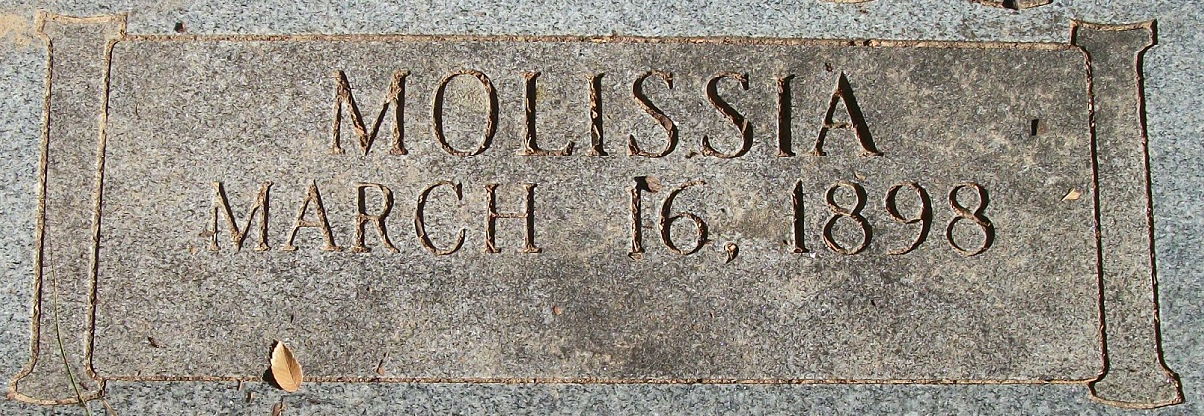 MOLISSIA
MARCH 16, 1898